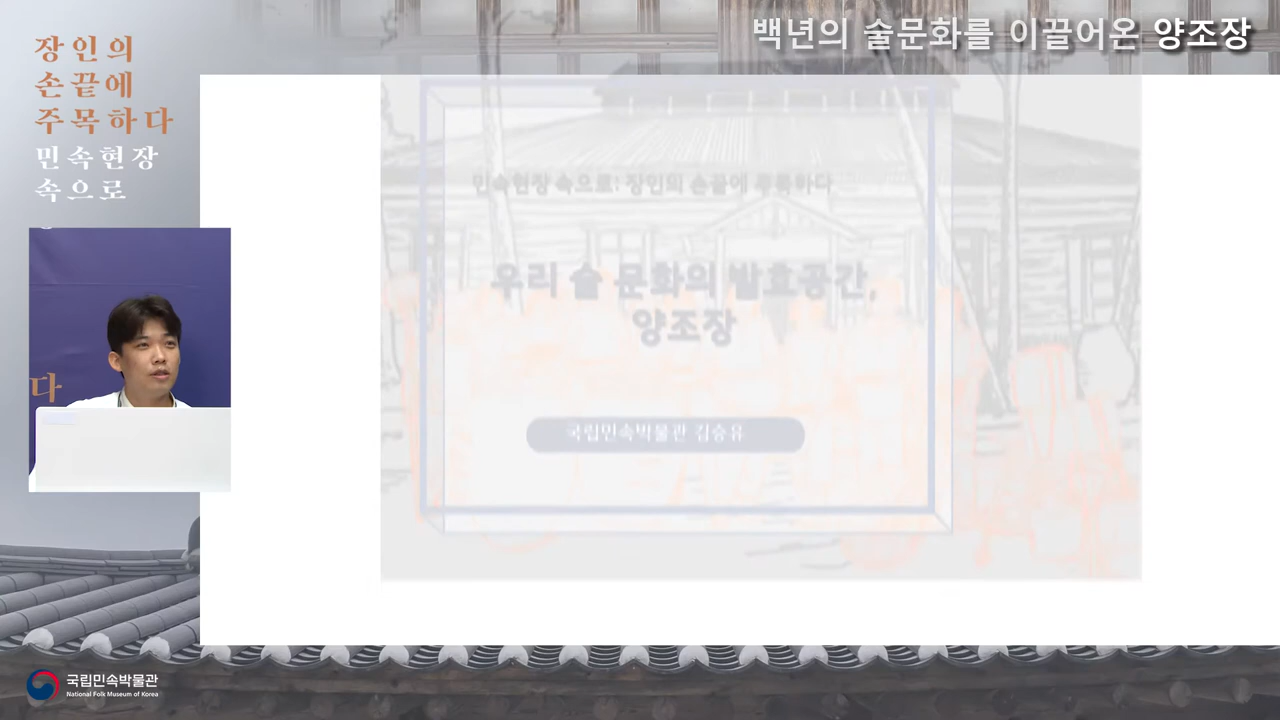 백년의 술문화를 이끌어온 양조장
장인의
손끝에
주목하다
민속현장
속으로
다
민속현장 속으로: 장인의 손끝에 주목하다
우리 술 문화의 발효공간,
양조장
국립민속박물관 김승유
국립민속박물관
National Folk Museum of Korea